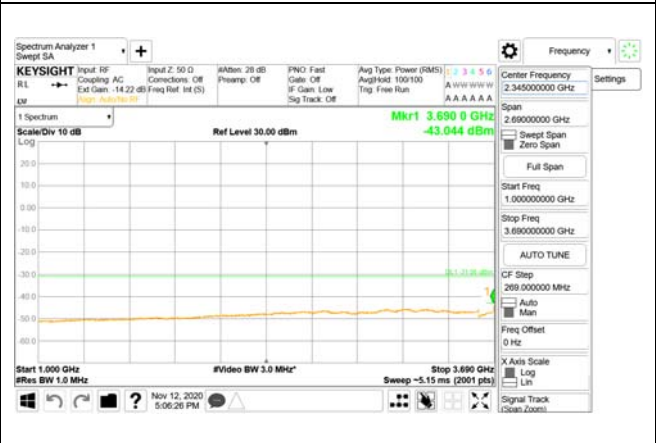 Spectrum Analyzer 1
Swept SA
Frequency
KEYSIGHT
Input: RF
Coupling: AC
Ext Gain: -14.22 dB
Align: Auto/No RF
Input Z: 50 Ω
Corrections: Off
Freq Ref: Int (S)
#Atten: 28 dB
Preamp: Off
PNO: Fast
Gate: Off
IF Gain: Low
Sig Track: Off
Avg Type: Power (RMS)
Avg|Hold: 100/100
Trig: Free Run
1 2 3 4 5 6
A W W W W W
A A A A A A
R L
LXI
1 Spectrum
Scale/Div 10 dB
Log
Ref Level 30.00 dBm
Mkr1 3.690 0 GHz
-43.044 dBm
20.0
10.0
0.00
-10.0
-20.0
-30.0
-40.0
-50.0
-60.0
1
Start 1.000 GHz
#Res BW 1.0 MHz
#Video BW 3.0 MHz*
Stop 3.690 GHz
Sweep ~5.15 ms (2001 pts)
Nov 12, 2020
5:06:26 PM
Center Frequency
2.345000000 GHz
Settings
Span
2.69000000 GHz
Swept Span
Zero Span
Full Span
Start Freq
1.000000000 GHz
Stop Freq
3.690000000 GHz
AUTO TUNE
CF Step
269.000000 MHz
Auto
Man
Freq Offset
0 Hz
X Axis Scale
Log
Lin
Signal Track
(Span Zoom)